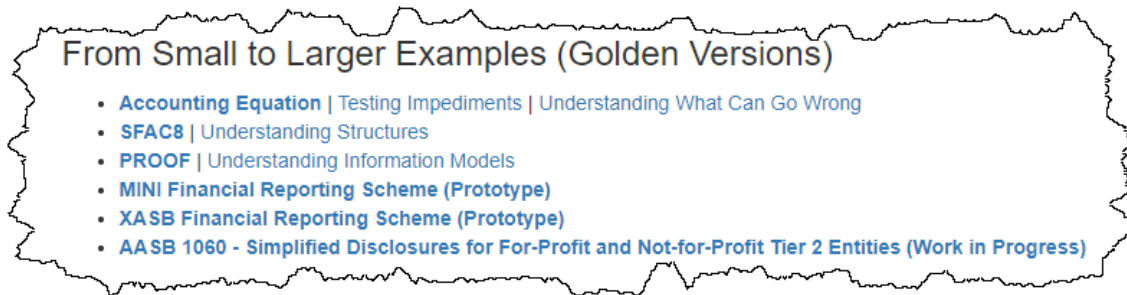 From Small to Larger Examples (Golden Versions)
Accounting Equation | Testing Impediments | Understanding What Can Go Wrong
SFAC8 | Understanding Structures
PROOF | Understanding Information Models
MINI Financial Reporting Scheme (Prototype)
XASB Financial Reporting Scheme (Prototype)
AASB 1060 - Simplified Disclosures for For-Profit and Not-for-Profit Tier 2 Entities (Work in Progress)